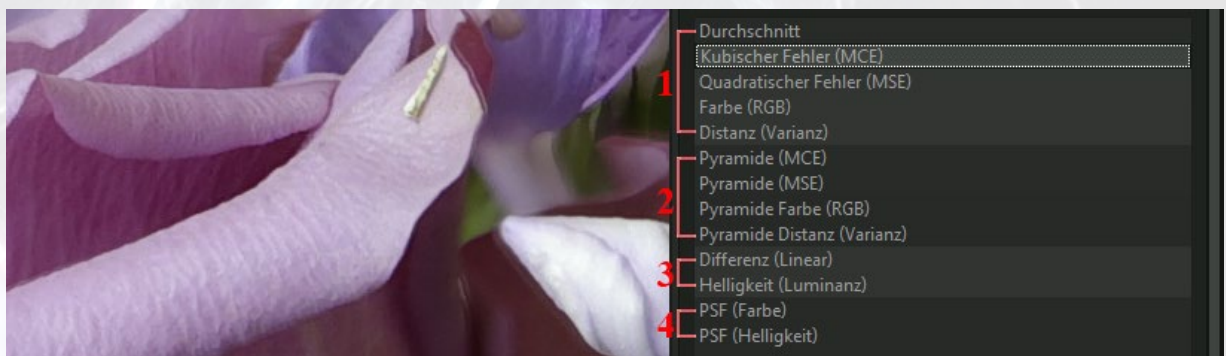 Durchschnitt
Kubischer Fehler (MCE)
1
Quadratischer Fehler (MSE)
Farbe (RGB)
Distanz (Varianz)
Pyramide (MCE)
Pyramide (MSE)
2
Pyramide Farbe (RGB)
Pyramide Distanz (Varianz)
Differenz (Linear)
3
Helligkeit (Luminanz)
PSF (Farbe)
4
PSF (Helligkeit)